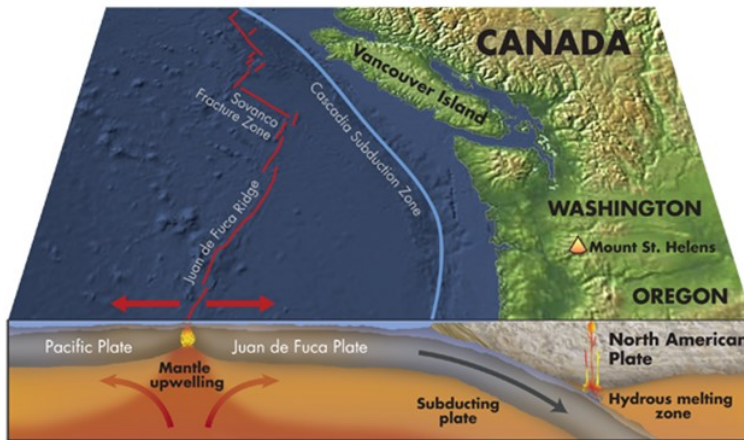 CANADA
Vancouver Island
Sovanco
Fracture Zone
Cascadia Subduction Zone
Juan de Fuca Ridge
WASHINGTON
Mount St. Helens
OREGON
Pacific Plate
Mantle
upwelling
Juan de Fuca Plate
Subducting
plate
North American
Plate
Hydrous melting
zone